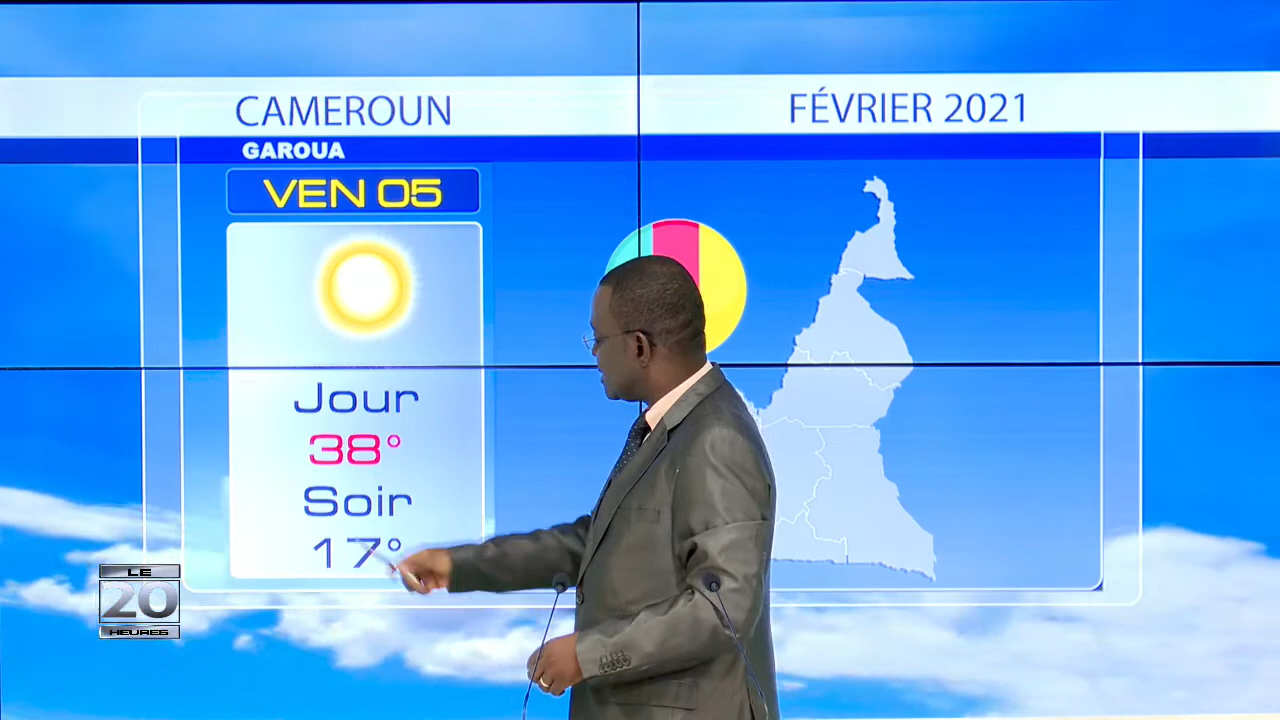 CAMEROUN
FÉVRIER 2021
GAROUA
VEN 05
Jour
38°
Soir
17°
LE
20
HEURES